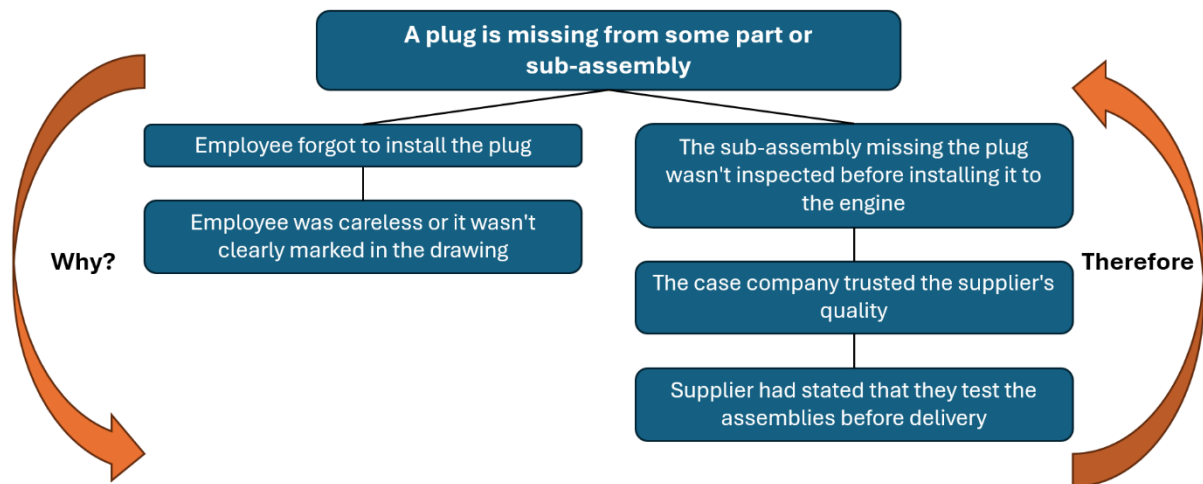 A plug is missing from some part or
sub-assembly
Employee forgot to install the plug
Employee was careless or it wasn't
clearly marked in the drawing
The sub-assembly missing the plug
wasn't inspected before installing it to
the engine
The case company trusted the supplier's
quality
Supplier had stated that they test the
assemblies before delivery
Why?
Therefore